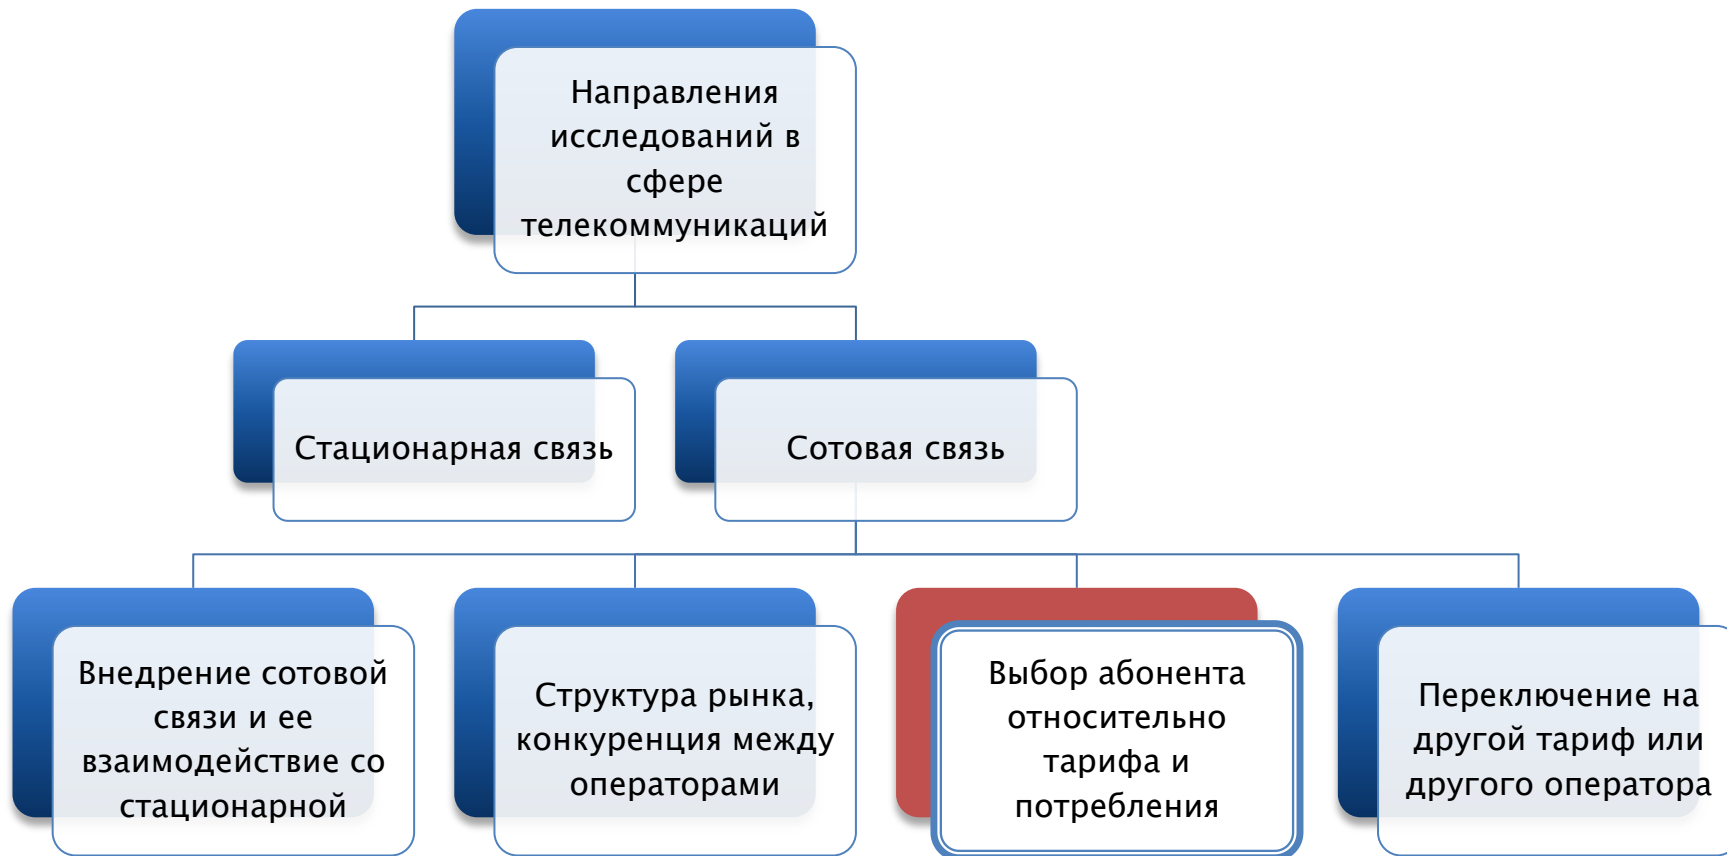 Направления
исследований в
сфере
телекоммуникаций
Стационарная связь
Сотовая связь
Внедрение сотовой
связи и ее
взаимодействие со
стационарной
Структура рынка,
конкуренция между
операторами
Выбор абонента
относительно
тарифа и
потребления
Переключение на
другой тариф или
другого оператора